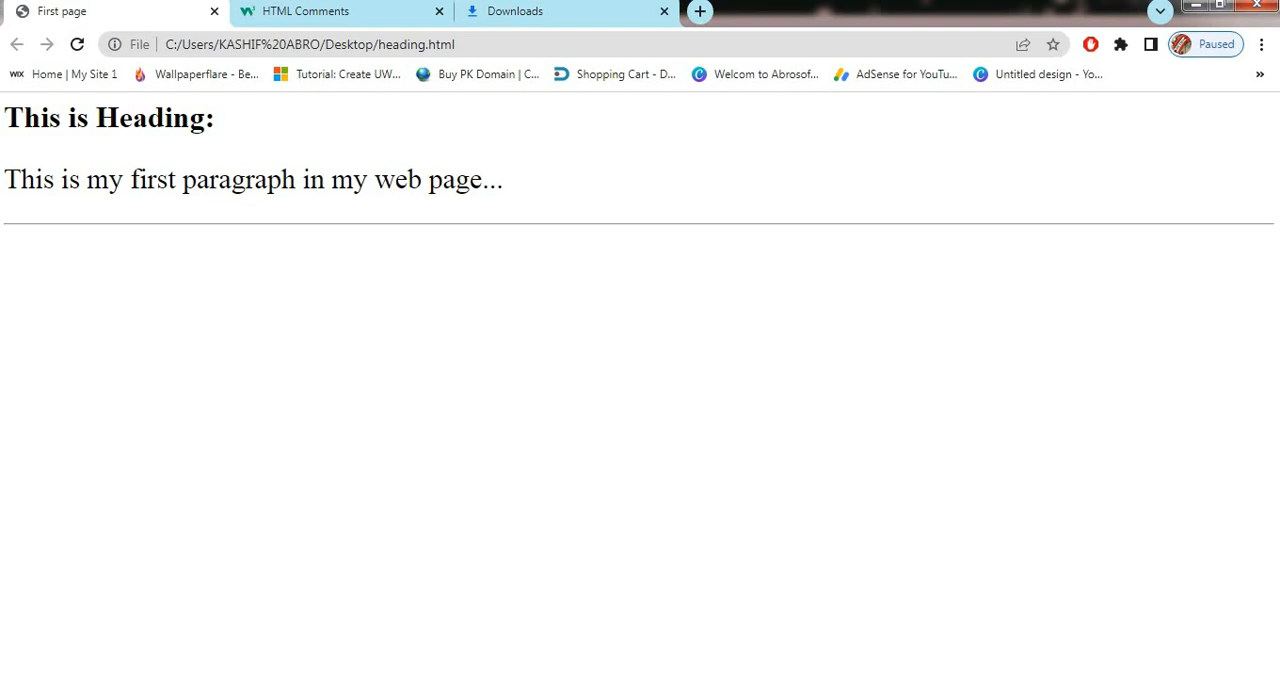 First page
HTML Comments
Downloads
File
C:/Users/KASHIF%20ABRO/Desktop/heading.html
Paused
WIX Home | My Site 1
Wallpaperflare - Be...
Tutorial: Create UW...
Buy PK Domain | C...
Shopping Cart - D...
Welcom to Abrosof...
AdSense for YouTu...
Untitled design - Yo...
This is Heading:
This is my first paragraph in my web page...